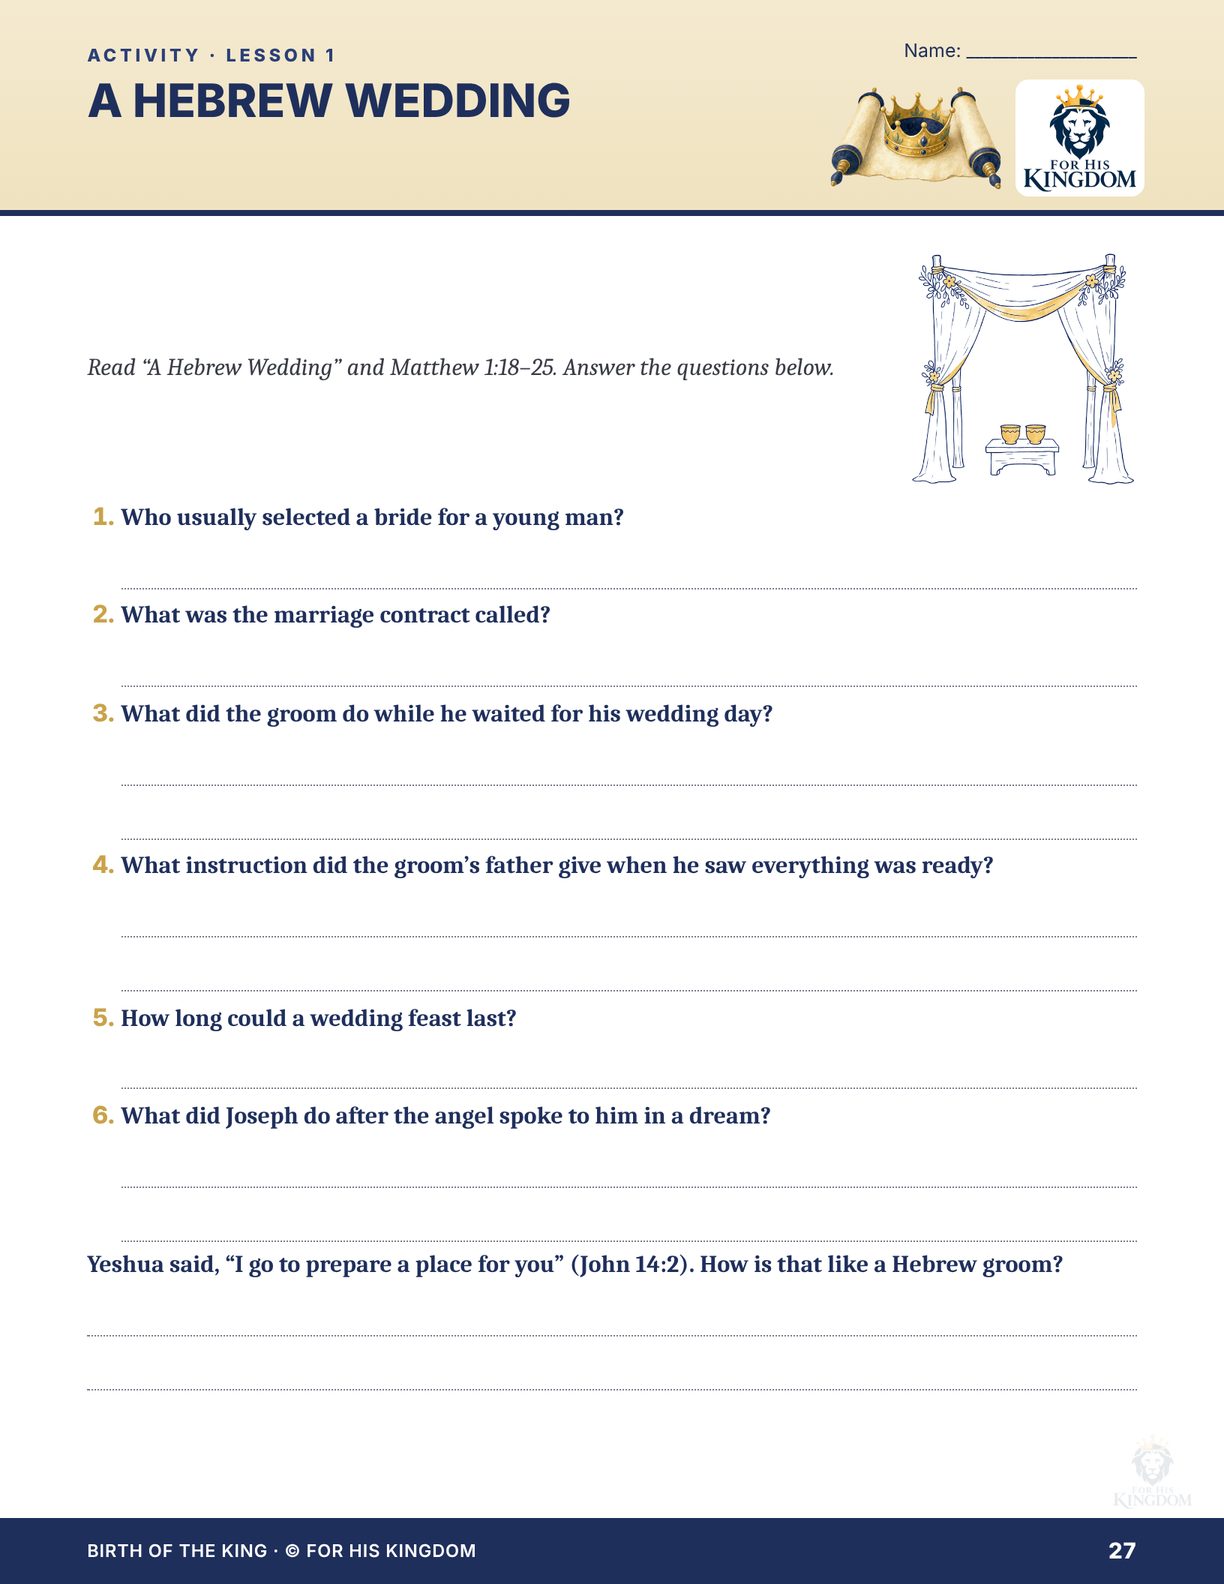 ACTIVITY · LESSON 1
A HEBREW WEDDING
Name: ________________
FOR HIS
KINGDOM
Read “A Hebrew Wedding” and Matthew 1:18–25. Answer the questions below.
1. Who usually selected a bride for a young man?
2. What was the marriage contract called?
3. What did the groom do while he waited for his wedding day?
4. What instruction did the groom’s father give when he saw everything was ready?
5. How long could a wedding feast last?
6. What did Joseph do after the angel spoke to him in a dream?
Yeshua said, “I go to prepare a place for you” (John 14:2). How is that like a Hebrew groom?
FOR HIS
KINGDOM
BIRTH OF THE KING · © FOR HIS KINGDOM
27